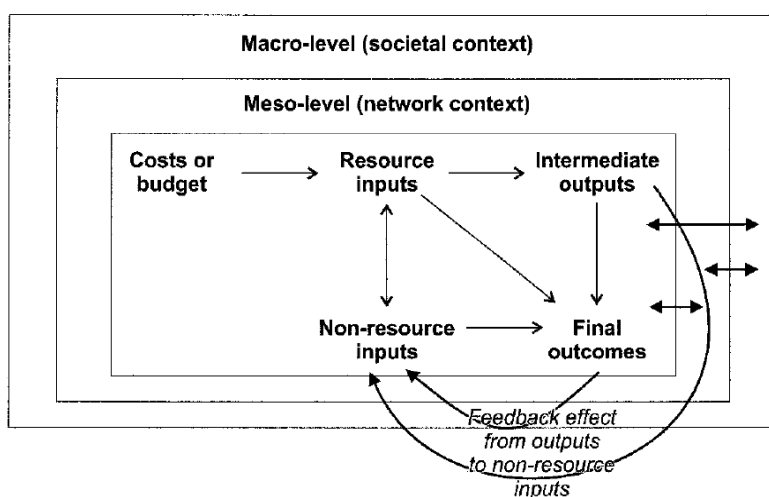 Macro-level (societal context)
Meso-level (network context)
Costs or
budget
Resource
inputs
Intermediate
outputs
Non-resource
inputs
Final
outcomes
Feedback effect
from outputs
to non-resource
inputs